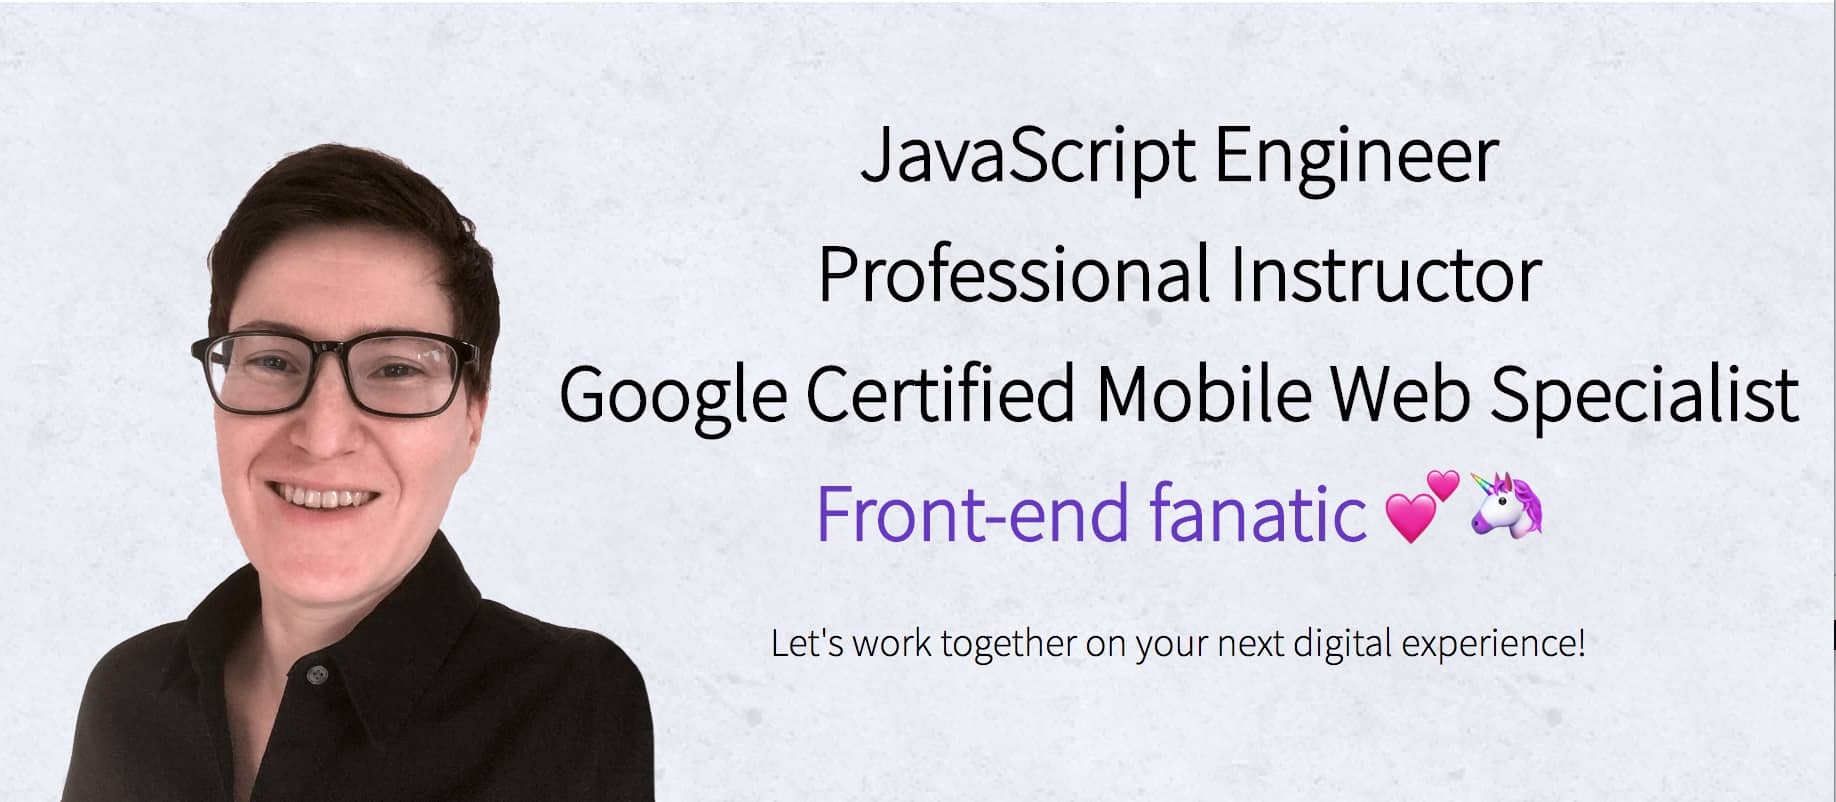 JavaScript Engineer
Professional Instructor
Google Certified Mobile Web Specialist
Front-end fanatic 💕🦄
Let's work together on your next digital experience!